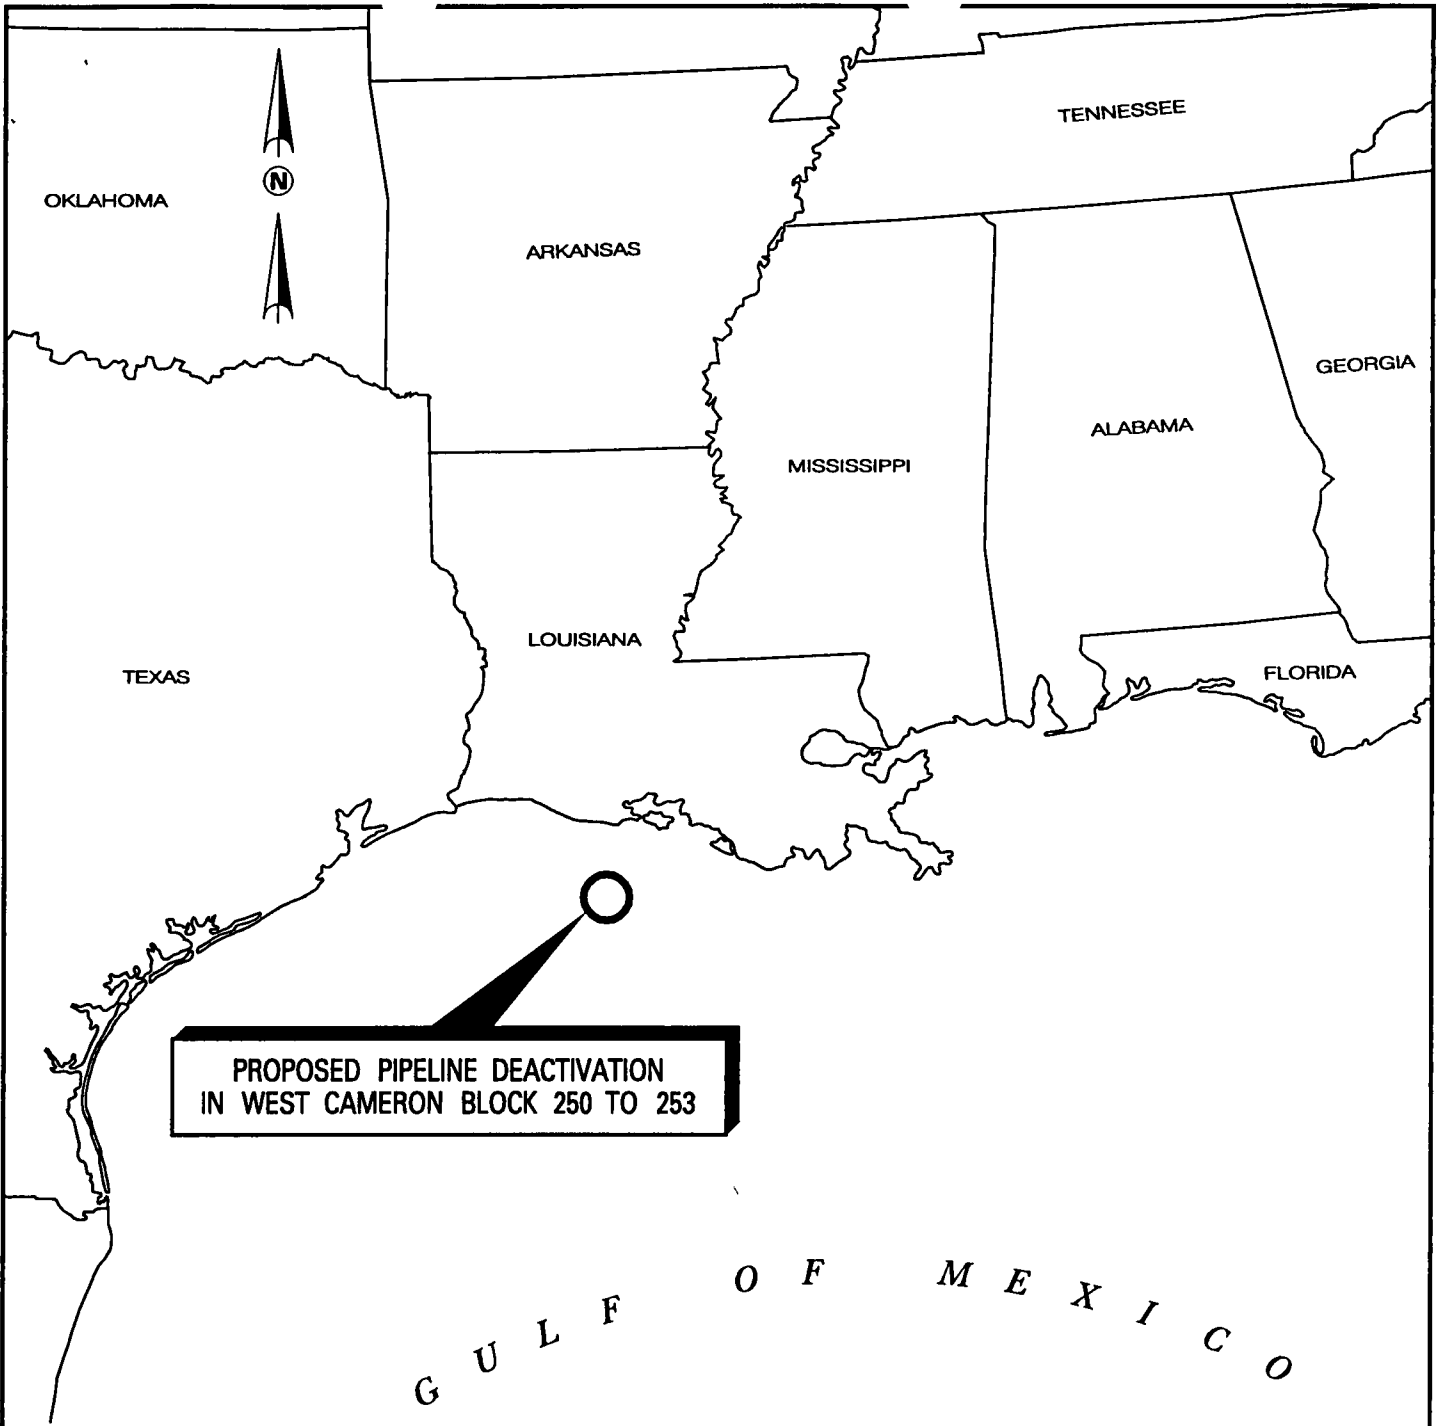 TENNESSEE
OKLAHOMA
N
ARKANSAS
GEORGIA
ALABAMA
MISSISSIPPI
LOUISIANA
FLORIDA
TEXAS
PROPOSED PIPELINE DEACTIVATION
IN WEST CAMERON BLOCK 250 TO 253
GULF OF MEXICO